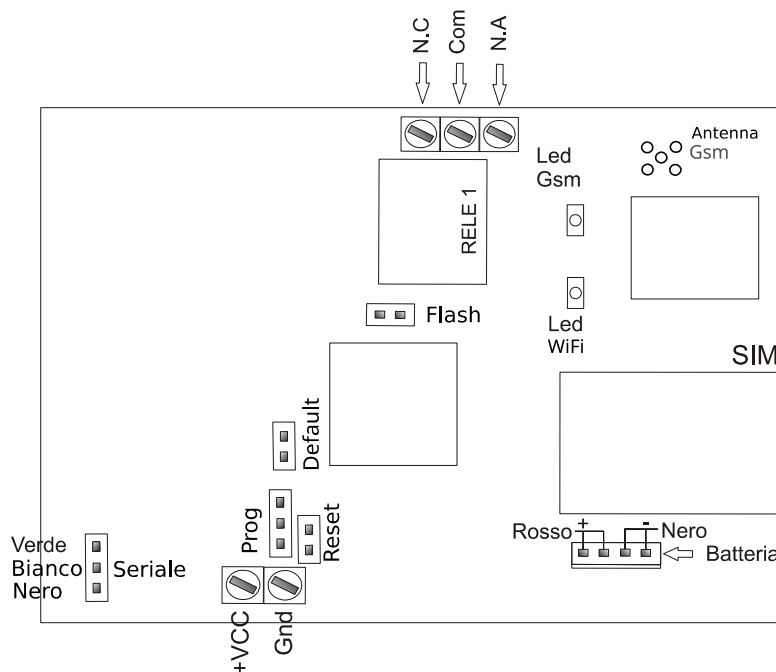 N.C
Com
N.A
Antenna
Gsm
Led
Gsm
RELE 1
Flash
Led
WiFi
SIM
Default
Prog
Reset
Rosso + - Nero
Batteria
Verde
Bianco
Nero
Seriale
+VCC
Gnd